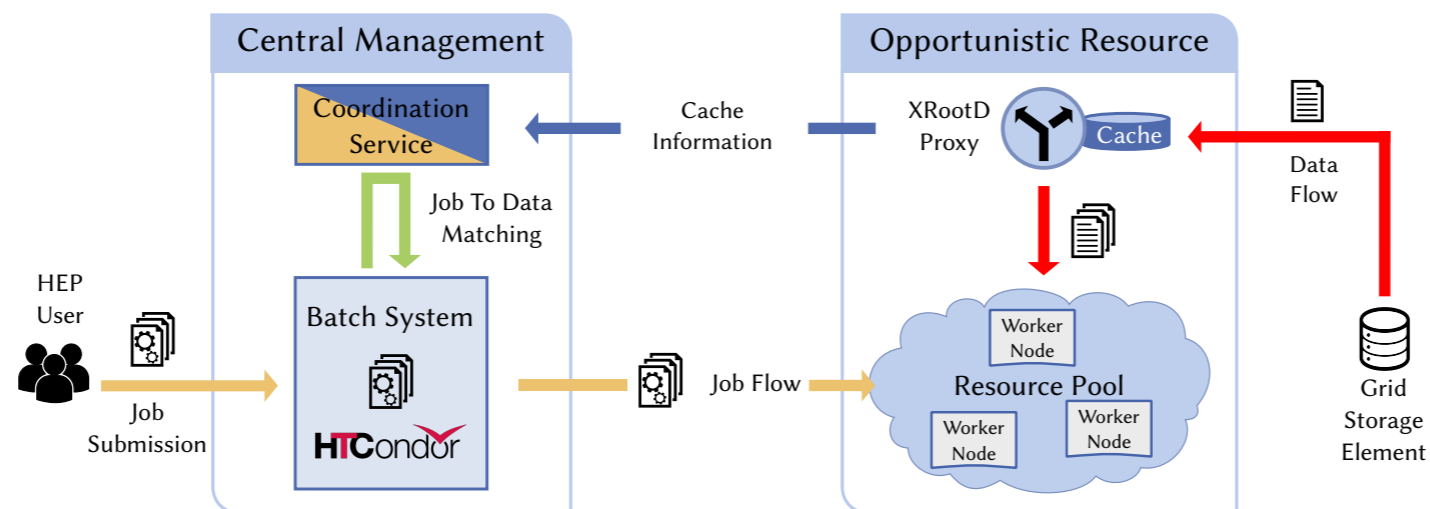 Central Management
Opportunistic Resource
Coordination
Service
Cache
Information
XRootD
Proxy
Cache
Data
Flow
Job To Data
Matching
HEP
User
Batch System
HTCondor
Job
Submission
Job Flow
Worker
Node
Resource Pool
Worker
Node
Worker
Node
Grid
Storage
Element